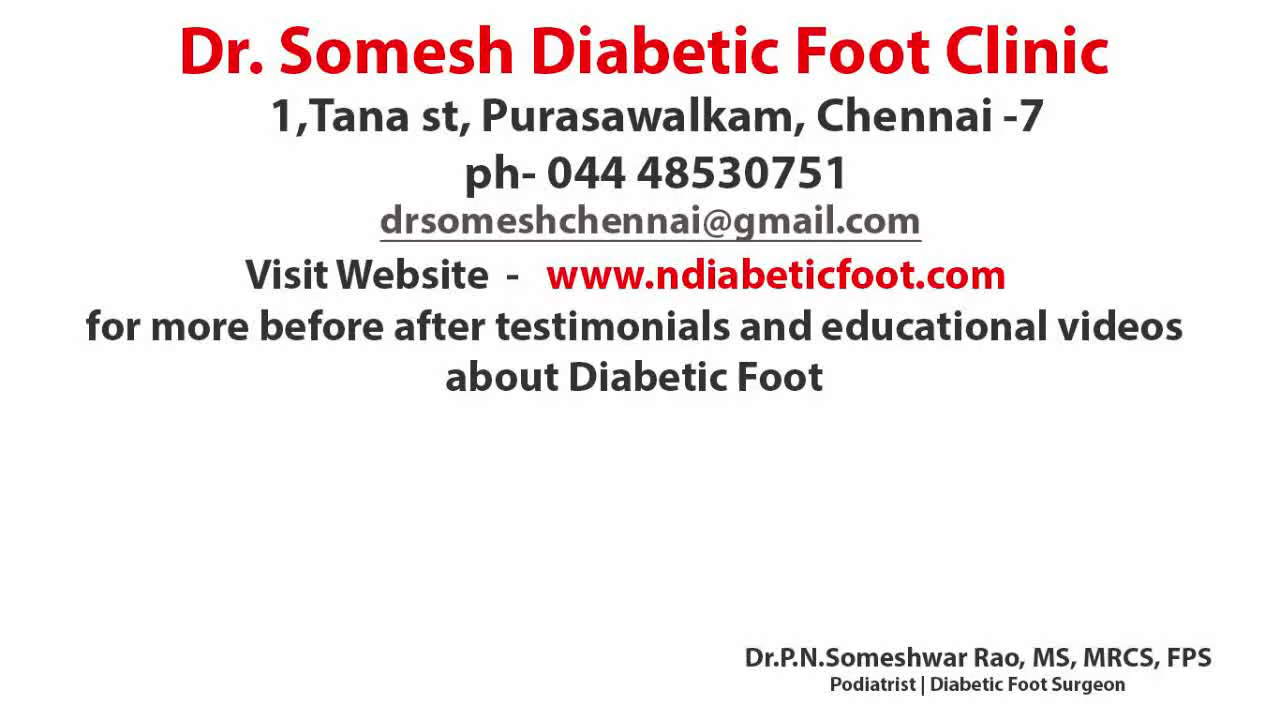 Dr. Somesh Diabetic Foot Clinic
1,Tana st, Purasawalkam, Chennai -7
ph- 044 48530751
drsomeshchennai@gmail.com
Visit Website - www.ndiabeticfoot.com
for more before after testimonials and educational videos
about Diabetic Foot
Dr.P.N.Someshwar Rao, MS, MRCS, FPS
Podiatrist | Diabetic Foot Surgeon